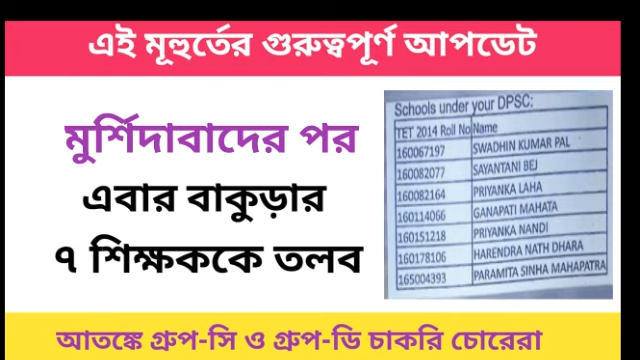 এই মূহুর্তের গুরুত্বপূর্ণ আপডেট
মুর্শিদাবাদের পর
এবার বাকুড়ার
৭ শিক্ষককে তলব
Schools under your DPSC:
TET 2014 Roll No Name
160067197 SWADHIN KUMAR PAL
160082077 SAYANTANI BEJ
160082164 PRIYANKA LAHA
160114066 GANAPATI MAHATA
160151218 PRIYANKA NANDI
160178106 HARENDRA NATH DHARA
165004393 PARAMITA SINHA MAHAPATRA
আতঙ্কে গ্রুপ-সি ও গ্রুপ-ডি চাকরি চোরেরা